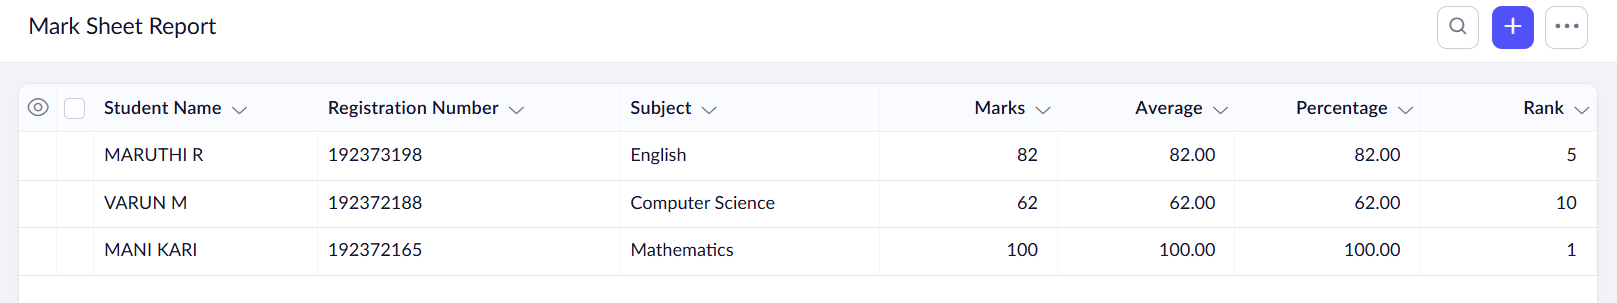 Mark Sheet Report
Student Name Registration Number Subject Marks Average Percentage Rank
MARUTHI R 192373198 English 82 82.00 82.00 5
VARUN M 192372188 Computer Science 62 62.00 62.00 10
MANI KARI 192372165 Mathematics 100 100.00 100.00 1